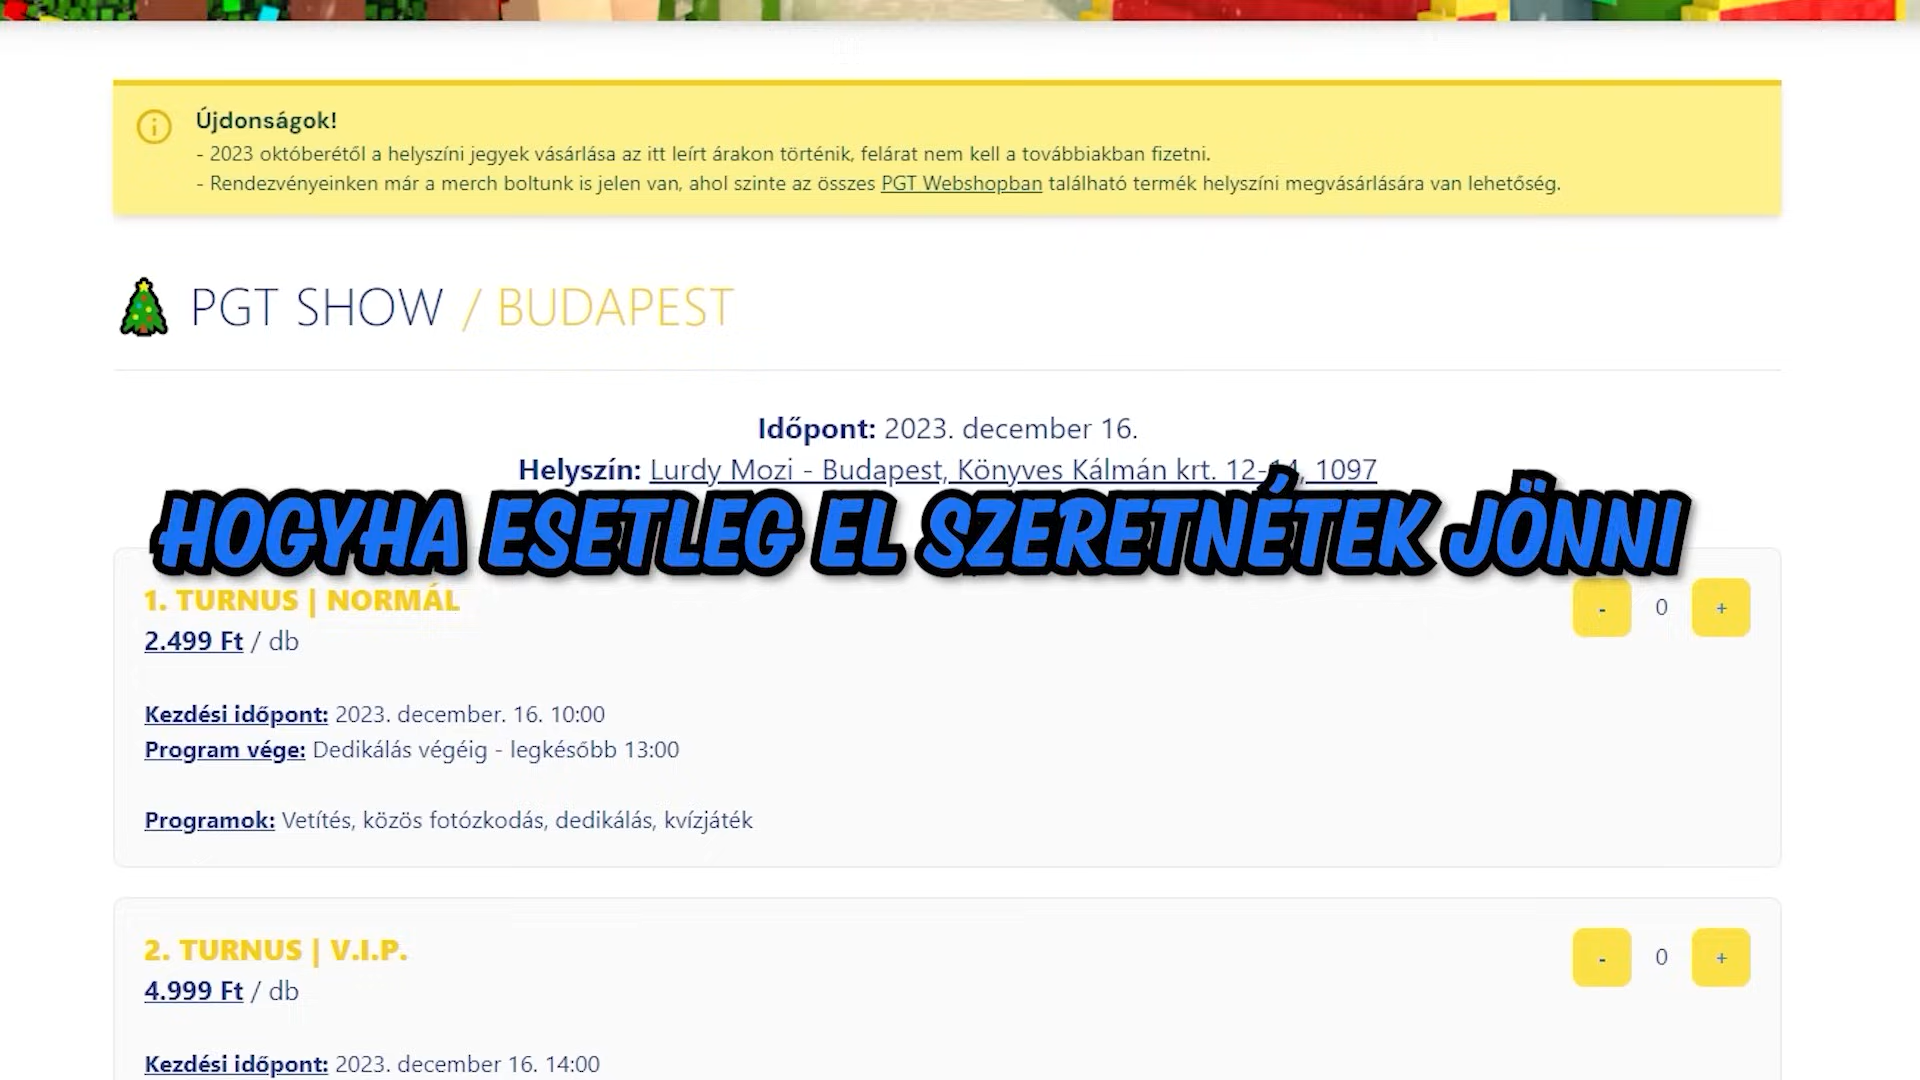 Újdonságok!
- 2023 októberétől a helyszíni jegyek vásárlása az itt leírt árakon történik, felárat nem kell a továbbiakban fizetni.
- Rendezvényeinken már a merch boltunk is jelen van, ahol szinte az összes PGT Webshopban található termék helyszíni megvásárlására van lehetőség.
PGT SHOW / BUDAPEST
Időpont: 2023. december 16.
Helyszín: Lurdy Mozi - Budapest, Könyves Kálmán krt. 12-14, 1097
HOGYHA ESETLEG EL SZERETNÉTEK JÖNNI
1. TURNUS | NORMÁL
- 0 +
2.499 Ft / db
Kezdési időpont: 2023. december. 16. 10:00
Program vége: Dedikálás végéig - legkésőbb 13:00
Programok: Vetítés, közös fotózkodás, dedikálás, kvízjáték
2. TURNUS | V.I.P.
- 0 +
4.999 Ft / db
Kezdési időpont: 2023. december 16. 14:00